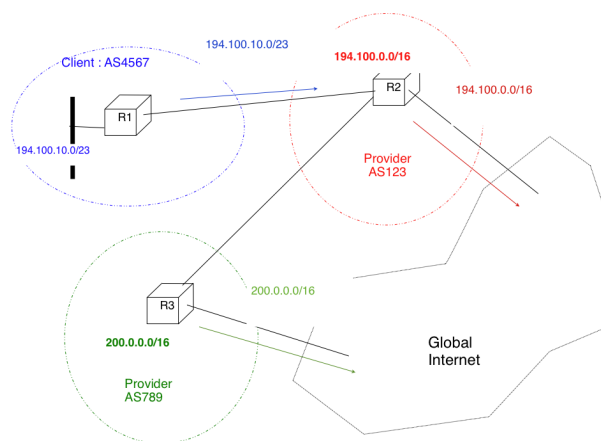 194.100.10.0/23
194.100.0.0/16
Client : AS4567
R2
194.100.0.0/16
R1
194.100.10.0/23
Provider
AS123
200.0.0.0/16
R3
200.0.0.0/16
Global
Internet
Provider
AS789